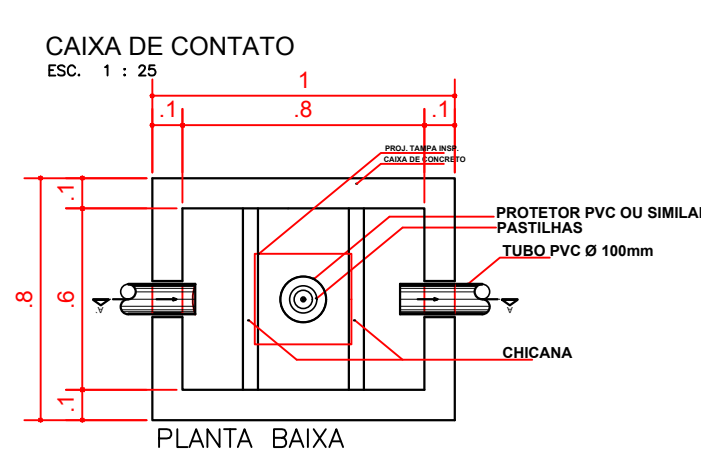 CAIXA DE CONTATO
ESC. 1 : 25
1
.1 .8 .1
PROJ. TAMPA INSP.
CAIXA DE CONCRETO
.1
PROTETOR PVC OU SIMILAR
PASTILHAS
TUBO PVC Ø 100mm
.8 .6
A A
CHICANA
.1
PLANTA BAIXA